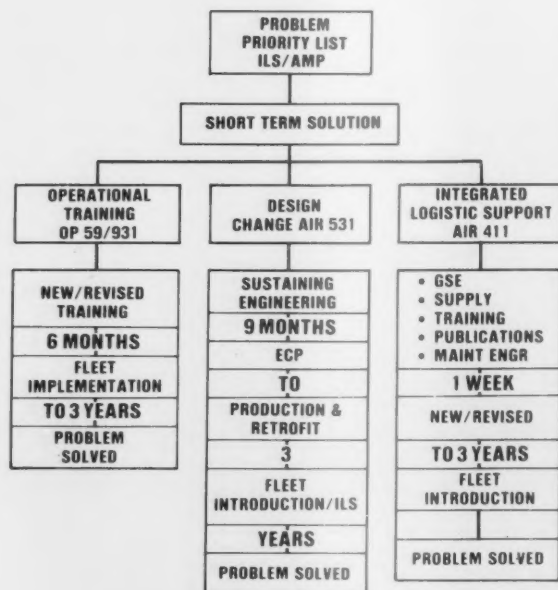 PROBLEM
PRIORITY LIST
ILS/AMP
SHORT TERM SOLUTION
OPERATIONAL
TRAINING
OP 59/931
NEW/REVISED
TRAINING
6 MONTHS
FLEET
IMPLEMENTATION
TO 3 YEARS
PROBLEM
SOLVED
DESIGN
CHANGE AIR 531
SUSTAINING
ENGINEERING
9 MONTHS
ECP
TO
PRODUCTION &
RETROFIT
3
FLEET
INTRODUCTION/ILS
YEARS
PROBLEM SOLVED
INTEGRATED
LOGISTIC SUPPORT
AIR 411
• GSE
• SUPPLY
• TRAINING
• PUBLICATIONS
• MAINT ENGR
1 WEEK
NEW/REVISED
TO 3 YEARS
FLEET
INTRODUCTION
PROBLEM SOLVED